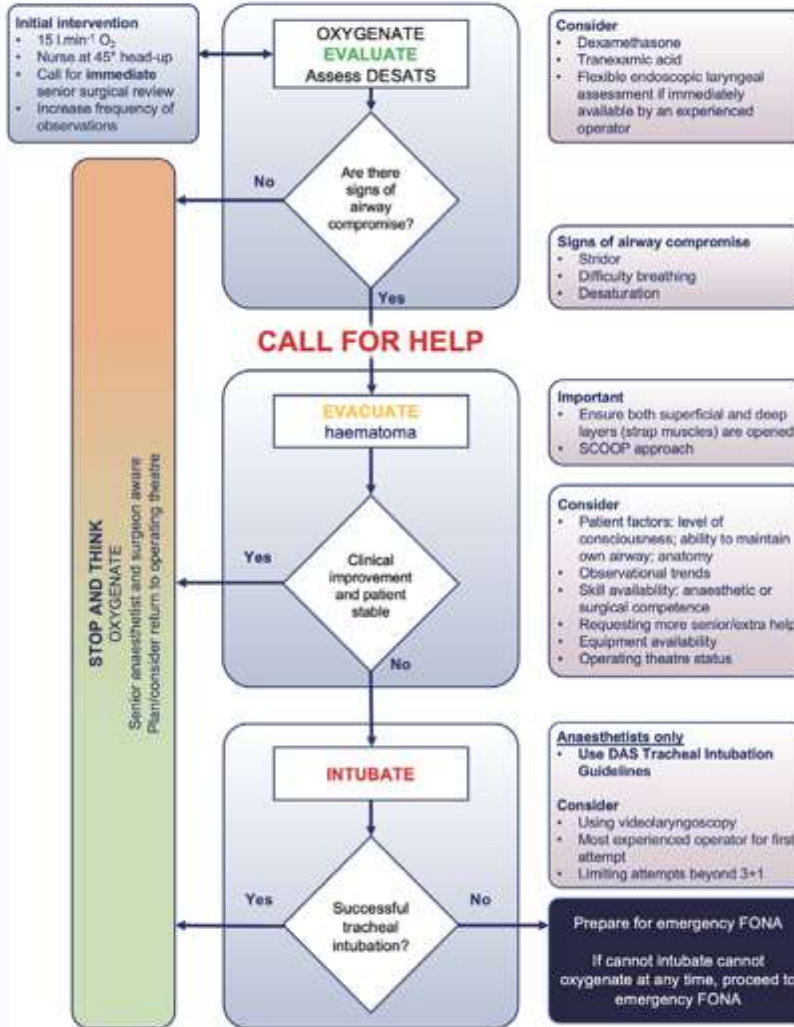 Initial intervention
• 15 l.min⁻¹ O₂
• Nurse at 45° head-up
• Call for immediate
senior surgical review
• Increase frequency of
observations
OXYGENATE
EVALUATE
Assess DESATS
Consider
• Dexamethasone
• Tranexamic acid
• Flexible endoscopic laryngeal
assessment if immediately
available by an experienced
operator
Are there
signs of
airway
compromise?
No
Yes
Signs of airway compromise
• Stridor
• Difficulty breathing
• Desaturation
CALL FOR HELP
EVACUATE
haematoma
Important
• Ensure both superficial and deep
layers (strap muscles) are opened
• SCOOP approach
Clinical
improvement
and patient
stable
Yes
No
Consider
• Patient factors: level of
consciousness; ability to maintain
own airway; anatomy
• Observational trends
• Skill availability: anaesthetic or
surgical competence
• Requesting more senior/extra help
• Equipment availability
• Operating theatre status
STOP AND THINK
OXYGENATE
Senior anaesthetist and surgeon aware
Plan/consider return to operating theatre
INTUBATE
Anaesthetists only
• Use DAS Tracheal Intubation
Guidelines
Consider
• Using videolaryngoscopy
• Most experienced operator for first
attempt
• Limiting attempts beyond 3+1
Successful
tracheal
intubation?
Yes
No
Prepare for emergency FONA
If cannot intubate cannot
oxygenate at any time, proceed to
emergency FONA